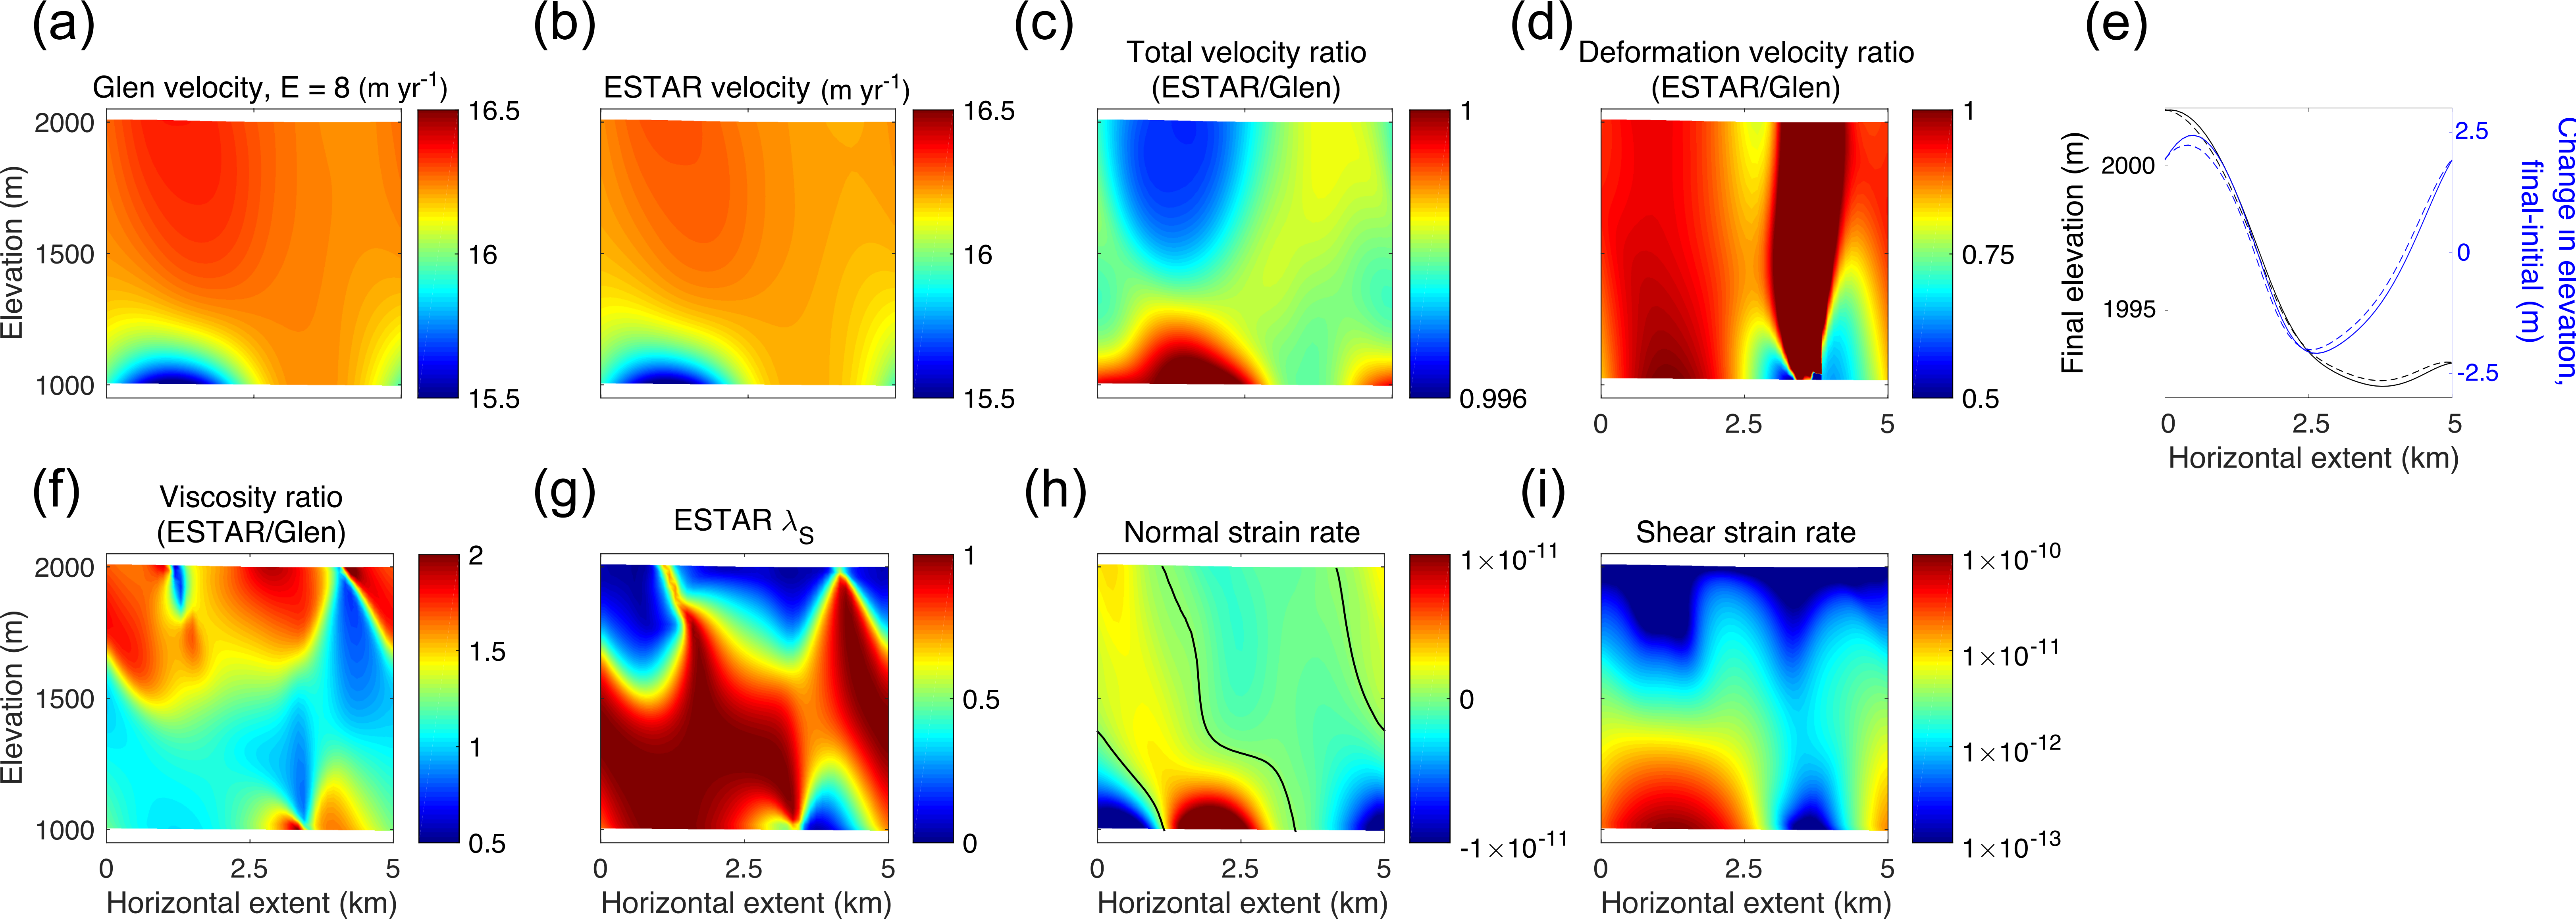 (a)
Glen velocity, E = 8 (m yr-1)
Elevation (m)
2000
1500
1000
16.5
16
15.5
(b)
ESTAR velocity (m yr-1)
16.5
16
15.5
(c)
Total velocity ratio
(ESTAR/Glen)
1
0.996
(d)
Deformation velocity ratio
(ESTAR/Glen)
1
0.75
0.5
0 2.5 5
(e)
Final elevation (m)
2000
1995
2.5
0
-2.5
Change in elevation,
final-initial (m)
0 2.5 5
Horizontal extent (km)
(f)
Viscosity ratio
(ESTAR/Glen)
Elevation (m)
2000
1500
1000
2
1.5
1
0.5
0 2.5 5
Horizontal extent (km)
(g)
ESTAR λS
1
0.5
0
0 2.5 5
Horizontal extent (km)
(h)
Normal strain rate
1×10-11
0
-1×10-11
0 2.5 5
Horizontal extent (km)
(i)
Shear strain rate
1×10-10
1×10-11
1×10-12
1×10-13
0 2.5 5
Horizontal extent (km)